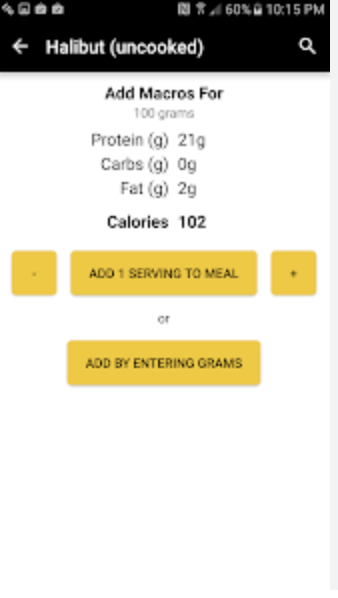 60% 10:15 PM
Halibut (uncooked)
Add Macros For
100 grams
Protein (g) 21g
Carbs (g) 0g
Fat (g) 2g
Calories 102
- ADD 1 SERVING TO MEAL +
or
ADD BY ENTERING GRAMS